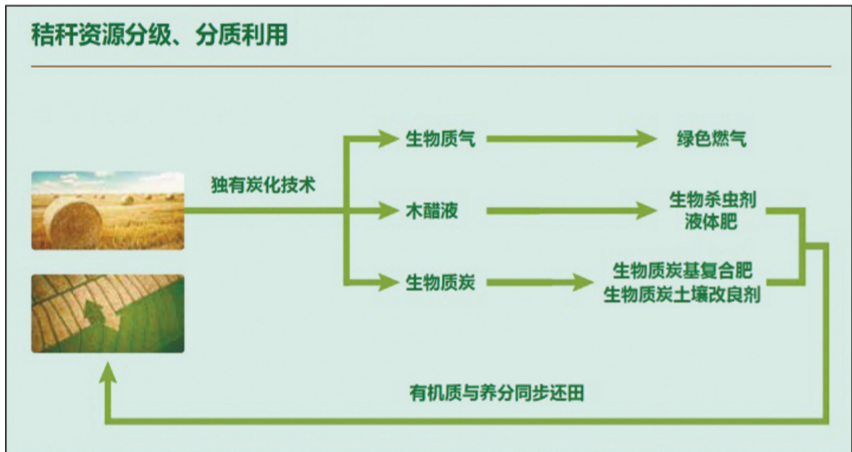 秸秆资源分级、分质利用
生物质气
绿色燃气
独有炭化技术
木醋液
生物杀虫剂
液体肥
生物质炭
生物质炭基复合肥
生物质炭土壤改良剂
有机质与养分同步还田